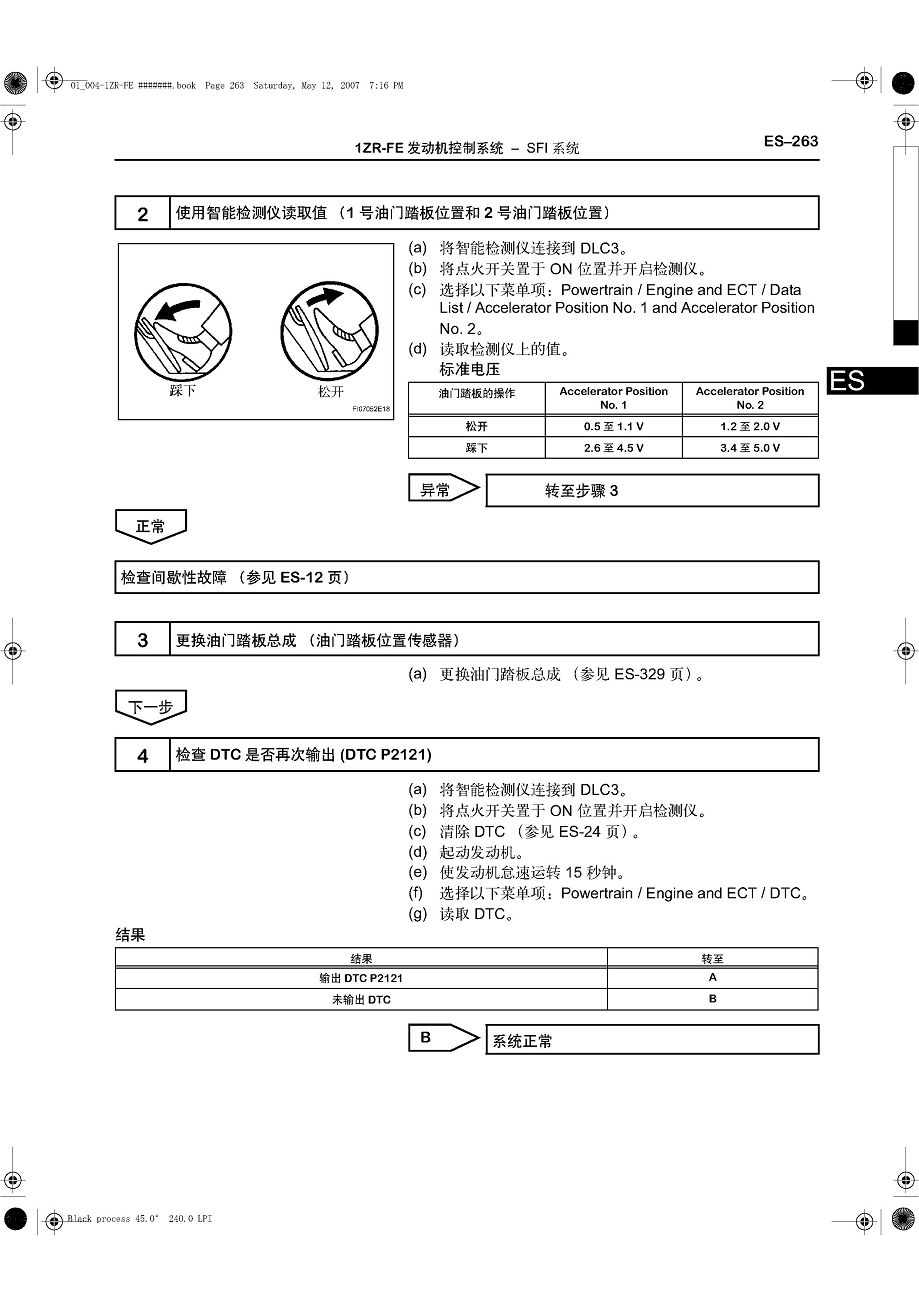 01_004-1ZR-FE #######.book Page 263 Saturday, May 12, 2007 7:16 PM
1ZR-FE 发动机控制系统 – SFI 系统
ES–263
2 使用智能检测仪读取值 （1 号油门踏板位置和 2 号油门踏板位置）
踩下
松开
FI07052E18
(a) 将智能检测仪连接到 DLC3。
(b) 将点火开关置于 ON 位置并开启检测仪。
(c) 选择以下菜单项：Powertrain / Engine and ECT / Data
List / Accelerator Position No. 1 and Accelerator Position
No. 2。
(d) 读取检测仪上的值。
标准电压
油门踏板的操作 Accelerator Position No. 1 Accelerator Position No. 2
松开 0.5 至 1.1 V 1.2 至 2.0 V
踩下 2.6 至 4.5 V 3.4 至 5.0 V
ES
异常 转至步骤 3
正常
检查间歇性故障 （参见 ES-12 页）
3 更换油门踏板总成 （油门踏板位置传感器）
(a) 更换油门踏板总成 （参见 ES-329 页）。
下一步
4 检查 DTC 是否再次输出 (DTC P2121)
(a) 将智能检测仪连接到 DLC3。
(b) 将点火开关置于 ON 位置并开启检测仪。
(c) 清除 DTC （参见 ES-24 页）。
(d) 起动发动机。
(e) 使发动机怠速运转 15 秒钟。
(f) 选择以下菜单项：Powertrain / Engine and ECT / DTC。
(g) 读取 DTC。
结果
结果 转至
输出 DTC P2121 A
未输出 DTC B
B 系统正常
Black process 45.0° 240.0 LPI